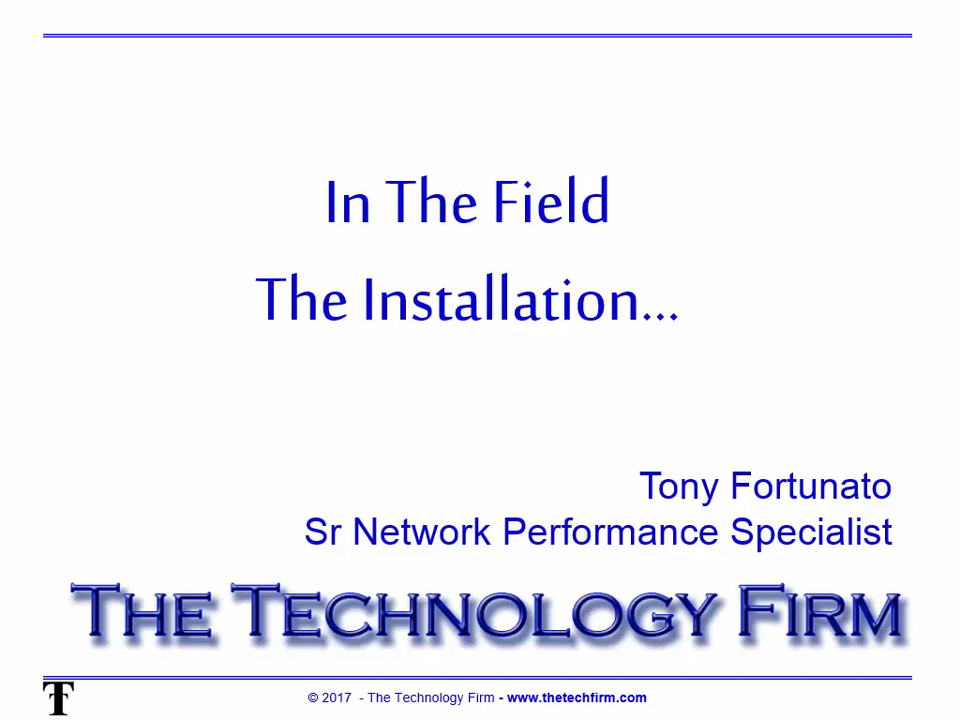 In The Field
The Installation...
Tony Fortunato
Sr Network Performance Specialist
THE TECHNOLOGY FIRM
© 2017 - The Technology Firm - www.thetechfirm.com